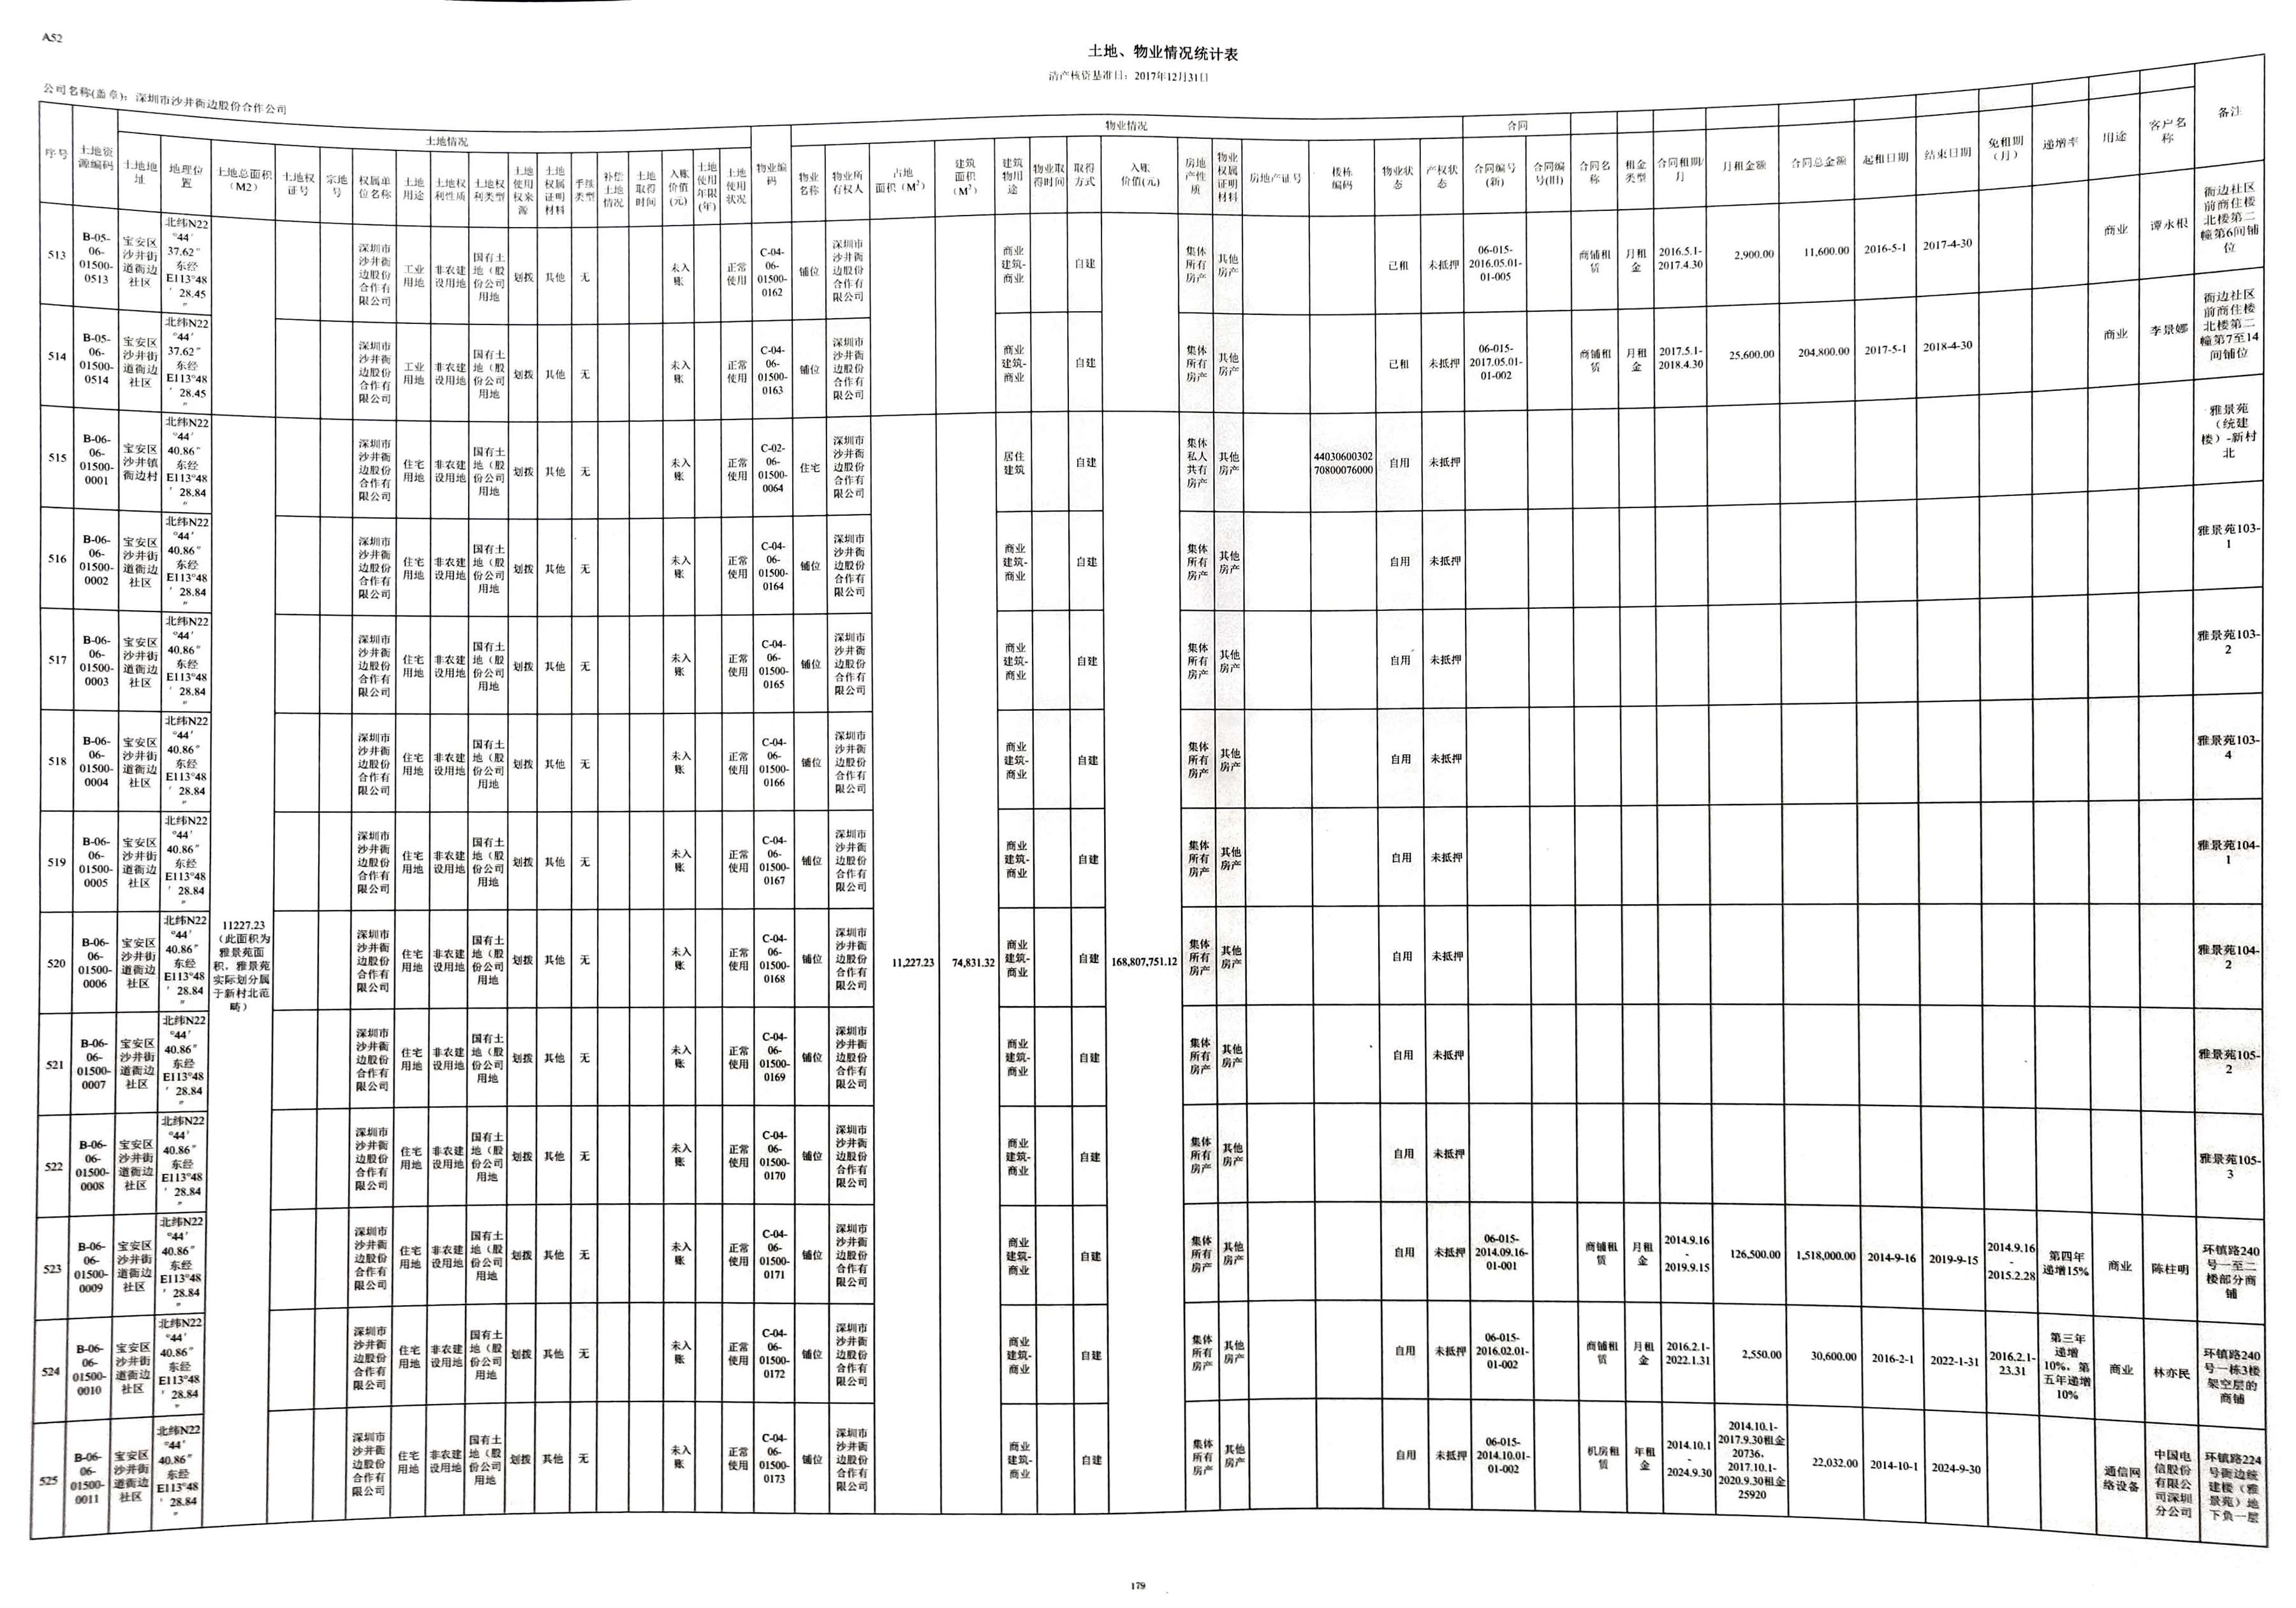 A52
土地、物业情况统计表
清产核资基准日：2017年12月31日
公司名称(盖章)：深圳市沙井衙边股份合作公司
序号 土地资源编码 土地情况 物业编码 物业情况 合同 备注
土地地址 地理位置 土地总面积（M2） 土地权证号 宗地号 权属单位名称 土地用途 土地权利性质 土地权利类型 土地使用权来源 土地权属证明材料 手续类型 补偿土地情况 土地取得时间 入账价值(元) 土地使用年限(年) 土地使用状况 物业名称 物业所有权人 占地面积（M²） 建筑面积（M²） 建筑物用途 物业取得时间 取得方式 入账价值(元) 房地产性质 物业权属证明材料 房地产证号 楼栋编码 物业状态 产权状态 合同编号(新) 合同编号(旧) 合同名称 租金类型 合同租期/月 月租金额 合同总金额 起租日期 结束日期 免租期（月） 递增率 用途 客户名称
513 B-05-06-01500-0513 宝安区沙井街道衙边社区 北纬N22°44′37.62″东经E113°48′28.45″ 深圳市沙井衙边股份合作有限公司 工业用地 非农建设用地 国有土地（股份公司用地 划拨 其他 无 未入账 正常使用 C-04-06-01500-0162 铺位 深圳市沙井衙边股份合作有限公司 商业建筑-商业 自建 集体所有房产 其他房产 已租 未抵押 06-015-2016.05.01-01-005 商铺租赁 月租金 2016.5.1-2017.4.30 2,900.00 11,600.00 2016-5-1 2017-4-30 商业 谭永根 衙边社区前商住楼北楼第二幢第6间铺位
514 B-05-06-01500-0514 宝安区沙井街道衙边社区 北纬N22°44′37.62″东经E113°48′28.45″ 深圳市沙井衙边股份合作有限公司 工业用地 非农建设用地 国有土地（股份公司用地 划拨 其他 无 未入账 正常使用 C-04-06-01500-0163 铺位 深圳市沙井衙边股份合作有限公司 商业建筑-商业 自建 集体所有房产 其他房产 已租 未抵押 06-015-2017.05.01-01-002 商铺租赁 月租金 2017.5.1-2018.4.30 25,600.00 204,800.00 2017-5-1 2018-4-30 商业 李景娜 衙边社区前商住楼北楼第二幢第7至14间铺位
515 B-06-06-01500-0001 宝安区沙井镇衙边村 北纬N22°44′40.86″东经E113°48′28.84″ 深圳市沙井衙边股份合作有限公司 住宅用地 非农建设用地 国有土地（股份公司用地 划拨 其他 无 未入账 正常使用 C-02-06-01500-0064 住宅 深圳市沙井衙边股份合作有限公司 居住建筑 自建 集体私人共有房产 其他房产 4403060030270800076000 自用 未抵押 雅景苑（统建楼）-新村北
516 B-06-06-01500-0002 宝安区沙井街道衙边社区 北纬N22°44′40.86″东经E113°48′28.84″ 深圳市沙井衙边股份合作有限公司 住宅用地 非农建设用地 国有土地（股份公司用地 划拨 其他 无 未入账 正常使用 C-04-06-01500-0164 铺位 深圳市沙井衙边股份合作有限公司 商业建筑-商业 自建 集体所有房产 其他房产 自用 未抵押 雅景苑103-1
517 B-06-06-01500-0003 宝安区沙井街道衙边社区 北纬N22°44′40.86″东经E113°48′28.84″ 深圳市沙井衙边股份合作有限公司 住宅用地 非农建设用地 国有土地（股份公司用地 划拨 其他 无 未入账 正常使用 C-04-06-01500-0165 铺位 深圳市沙井衙边股份合作有限公司 商业建筑-商业 自建 集体所有房产 其他房产 自用 未抵押 雅景苑103-2
518 B-06-06-01500-0004 宝安区沙井街道衙边社区 北纬N22°44′40.86″东经E113°48′28.84″ 深圳市沙井衙边股份合作有限公司 住宅用地 非农建设用地 国有土地（股份公司用地 划拨 其他 无 未入账 正常使用 C-04-06-01500-0166 铺位 深圳市沙井衙边股份合作有限公司 商业建筑-商业 自建 集体所有房产 其他房产 自用 未抵押 雅景苑103-4
519 B-06-06-01500-0005 宝安区沙井街道衙边社区 北纬N22°44′40.86″东经E113°48′28.84″ 深圳市沙井衙边股份合作有限公司 住宅用地 非农建设用地 国有土地（股份公司用地 划拨 其他 无 未入账 正常使用 C-04-06-01500-0167 铺位 深圳市沙井衙边股份合作有限公司 商业建筑-商业 自建 集体所有房产 其他房产 自用 未抵押 雅景苑104-1
520 B-06-06-01500-0006 宝安区沙井街道衙边社区 北纬N22°44′40.86″东经E113°48′28.84″ 11227.23（此面积为雅景苑面积，雅景苑实际划分属于新村北范畴） 深圳市沙井衙边股份合作有限公司 住宅用地 非农建设用地 国有土地（股份公司用地 划拨 其他 无 未入账 正常使用 C-04-06-01500-0168 铺位 深圳市沙井衙边股份合作有限公司 11,227.23 74,831.32 商业建筑-商业 自建 168,807,751.12 集体所有房产 其他房产 自用 未抵押 雅景苑104-2
521 B-06-06-01500-0007 宝安区沙井街道衙边社区 北纬N22°44′40.86″东经E113°48′28.84″ 深圳市沙井衙边股份合作有限公司 住宅用地 非农建设用地 国有土地（股份公司用地 划拨 其他 无 未入账 正常使用 C-04-06-01500-0169 铺位 深圳市沙井衙边股份合作有限公司 商业建筑-商业 自建 集体所有房产 其他房产 自用 未抵押 雅景苑105-2
522 B-06-06-01500-0008 宝安区沙井街道衙边社区 北纬N22°44′40.86″东经E113°48′28.84″ 深圳市沙井衙边股份合作有限公司 住宅用地 非农建设用地 国有土地（股份公司用地 划拨 其他 无 未入账 正常使用 C-04-06-01500-0170 铺位 深圳市沙井衙边股份合作有限公司 商业建筑-商业 自建 集体所有房产 其他房产 自用 未抵押 雅景苑105-3
523 B-06-06-01500-0009 宝安区沙井街道衙边社区 北纬N22°44′40.86″东经E113°48′28.84″ 深圳市沙井衙边股份合作有限公司 住宅用地 非农建设用地 国有土地（股份公司用地 划拨 其他 无 未入账 正常使用 C-04-06-01500-0171 铺位 深圳市沙井衙边股份合作有限公司 商业建筑-商业 自建 集体所有房产 其他房产 自用 未抵押 06-015-2014.09.16-01-001 商铺租赁 月租金 2014.9.16-2019.9.15 126,500.00 1,518,000.00 2014-9-16 2019-9-15 2014.9.16-2015.2.28 第四年递增15% 商业 陈柱明 环镇路240号一至二楼部分商铺
524 B-06-06-01500-0010 宝安区沙井街道衙边社区 北纬N22°44′40.86″东经E113°48′28.84″ 深圳市沙井衙边股份合作有限公司 住宅用地 非农建设用地 国有土地（股份公司用地 划拨 其他 无 未入账 正常使用 C-04-06-01500-0172 铺位 深圳市沙井衙边股份合作有限公司 商业建筑-商业 自建 集体所有房产 其他房产 自用 未抵押 06-015-2016.02.01-01-002 商铺租赁 月租金 2016.2.1-2022.1.31 2,550.00 30,600.00 2016-2-1 2022-1-31 2016.2.1-23.31 第三年递增10%，第五年递增10% 商业 林亦民 环镇路240号一栋3楼架空层的商铺
525 B-06-06-01500-0011 宝安区沙井街道衙边社区 北纬N22°44′40.86″东经E113°48′28.84″ 深圳市沙井衙边股份合作有限公司 住宅用地 非农建设用地 国有土地（股份公司用地 划拨 其他 无 未入账 正常使用 C-04-06-01500-0173 铺位 深圳市沙井衙边股份合作有限公司 商业建筑-商业 自建 集体所有房产 其他房产 自用 未抵押 06-015-2014.10.01-01-002 机房租赁 年租金 2014.10.1-2024.9.30 2014.10.1-2017.9.30租金20736，2017.10.1-2020.9.30租金25920 22,032.00 2014-10-1 2024-9-30 通信网络设备 中国电信股份有限公司深圳分公司 环镇路224号衙边统建楼（雅景苑）地下负一层
179